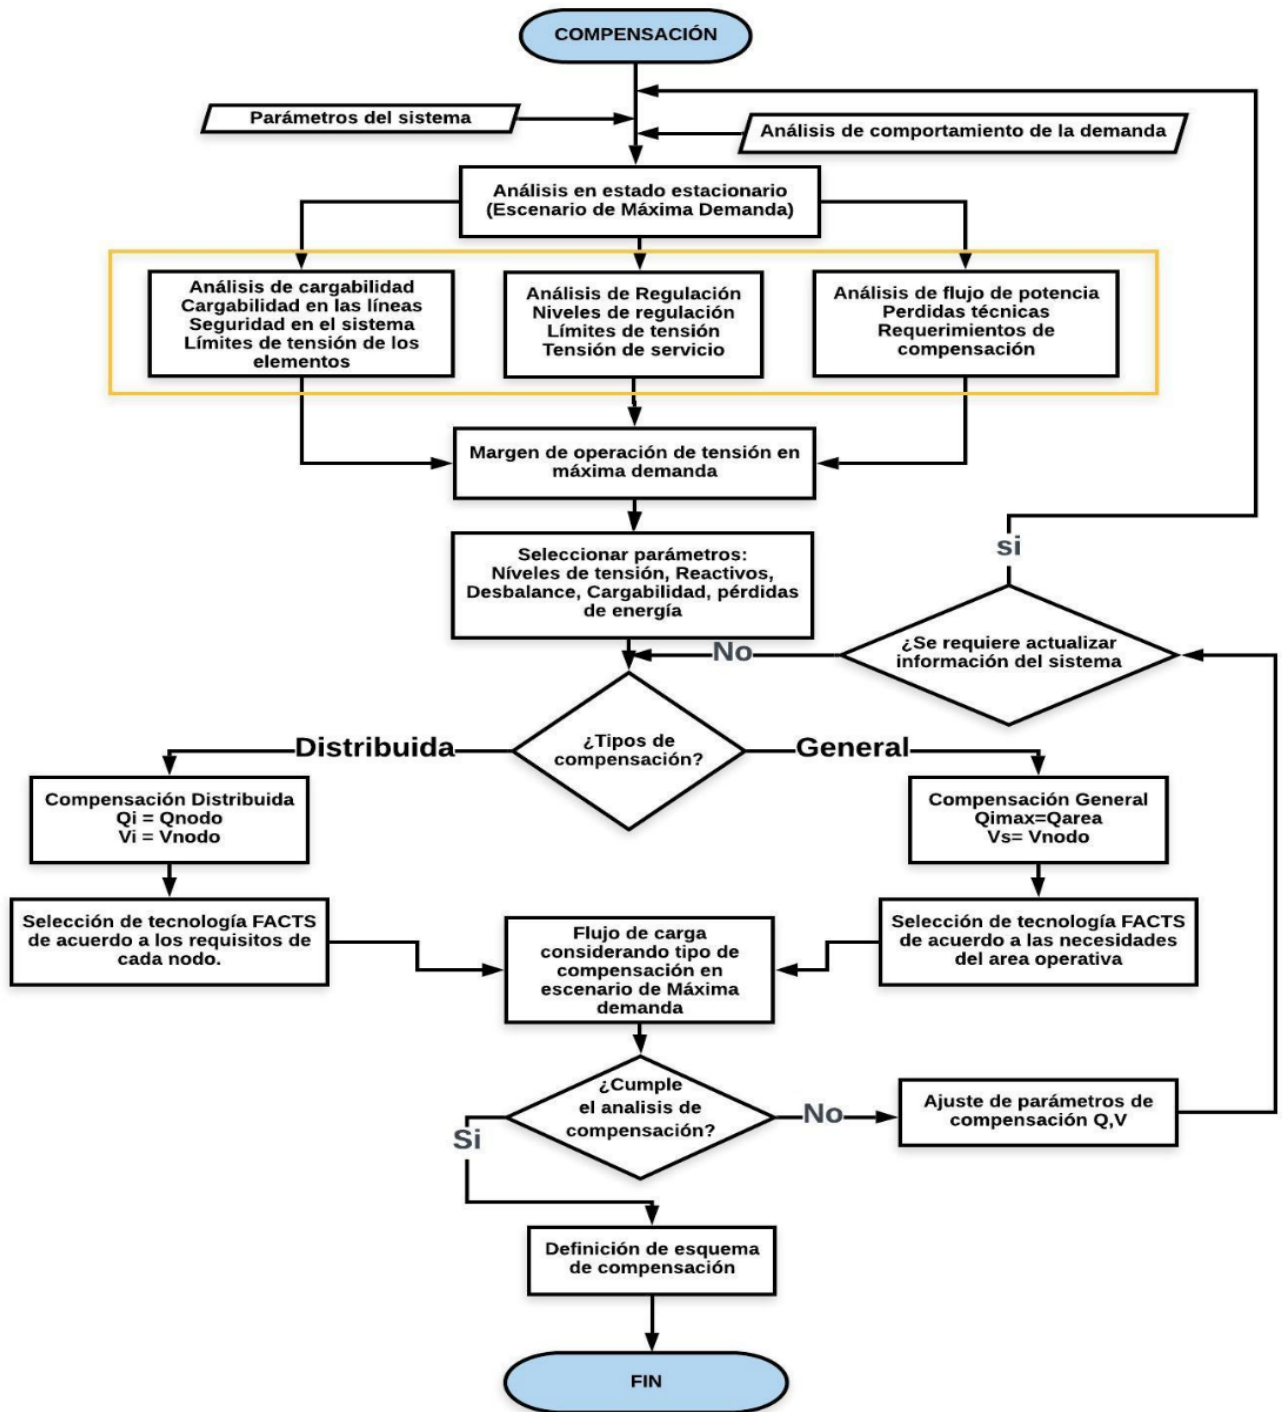 COMPENSACIÓN
Parámetros del sistema
Análisis de comportamiento de la demanda
Análisis en estado estacionario
(Escenario de Máxima Demanda)
Análisis de cargabilidad
Cargabilidad en las líneas
Seguridad en el sistema
Límites de tensión de los
elementos
Análisis de Regulación
Niveles de regulación
Límites de tensión
Tensión de servicio
Análisis de flujo de potencia
Perdidas técnicas
Requerimientos de
compensación
Margen de operación de tensión en
máxima demanda
Seleccionar parámetros:
Níveles de tensión, Reactivos,
Desbalance, Cargabilidad, pérdidas
de energía
si
¿Se requiere actualizar
información del sistema
No
¿Tipos de
compensación?
Distribuida
General
Compensación Distribuida
Qi = Qnodo
Vi = Vnodo
Compensación General
Qimax=Qarea
Vs= Vnodo
Selección de tecnología FACTS
de acuerdo a los requisitos de
cada nodo.
Flujo de carga
considerando tipo de
compensación en
escenario de Máxima
demanda
Selección de tecnología FACTS
de acuerdo a las necesidades
del area operativa
¿Cumple
el analisis de
compensación?
Si
No
Ajuste de parámetros de
compensación Q,V
Definición de esquema
de compensación
FIN